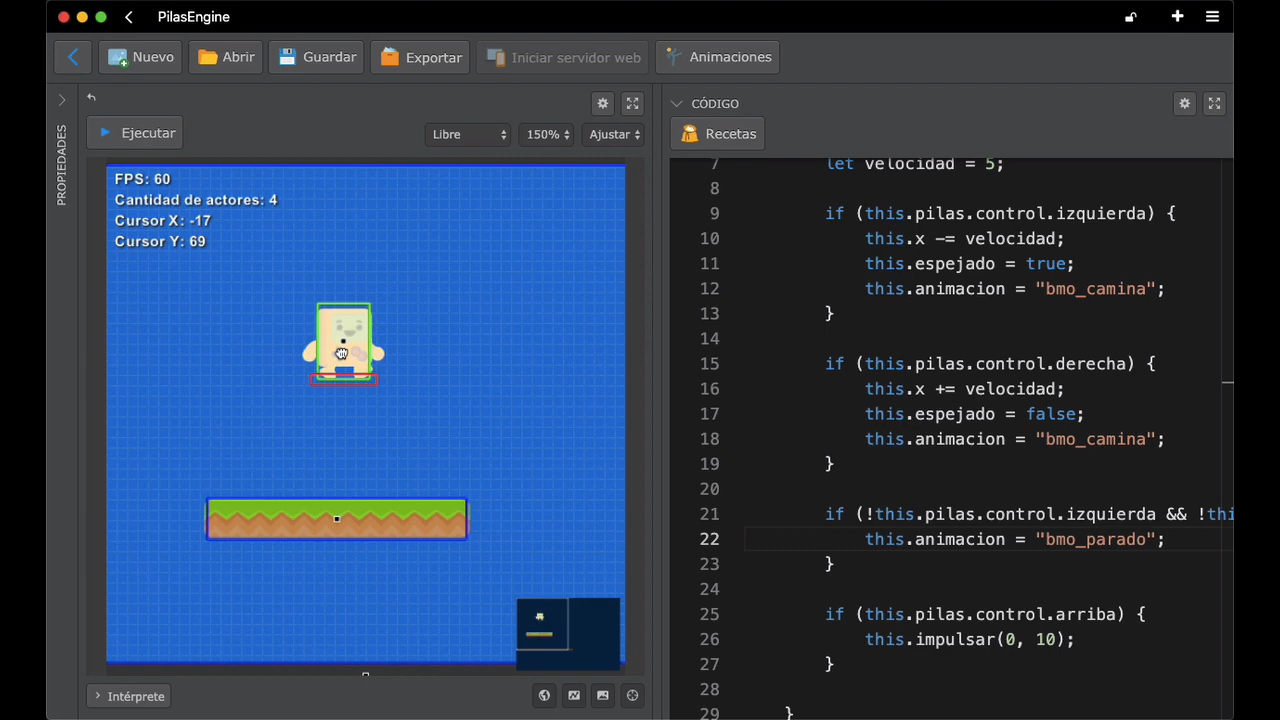 PilasEngine
Nuevo
Abrir
Guardar
Exportar
Iniciar servidor web
Animaciones
PROPIEDADES
Ejecutar
Libre
150%
Ajustar
FPS: 60
Cantidad de actores: 4
Cursor X: -17
Cursor Y: 69
Intérprete
CÓDIGO
Recetas
7 let velocidad = 5;
8
9 if (this.pilas.control.izquierda) {
10 this.x -= velocidad;
11 this.espejado = true;
12 this.animacion = "bmo_camina";
13 }
14
15 if (this.pilas.control.derecha) {
16 this.x += velocidad;
17 this.espejado = false;
18 this.animacion = "bmo_camina";
19 }
20
21 if (!this.pilas.control.izquierda && !thi
22 this.animacion = "bmo_parado";
23 }
24
25 if (this.pilas.control.arriba) {
26 this.impulsar(0, 10);
27 }
28
29 }